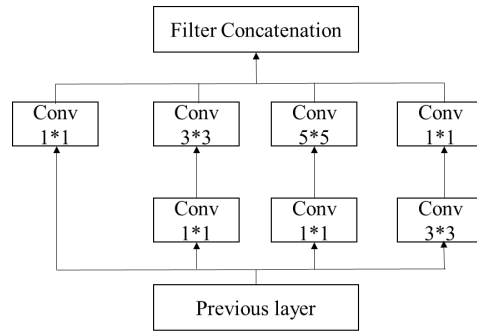 Filter Concatenation
Conv
1*1
Conv
3*3
Conv
5*5
Conv
1*1
Conv
1*1
Conv
1*1
Conv
3*3
Previous layer